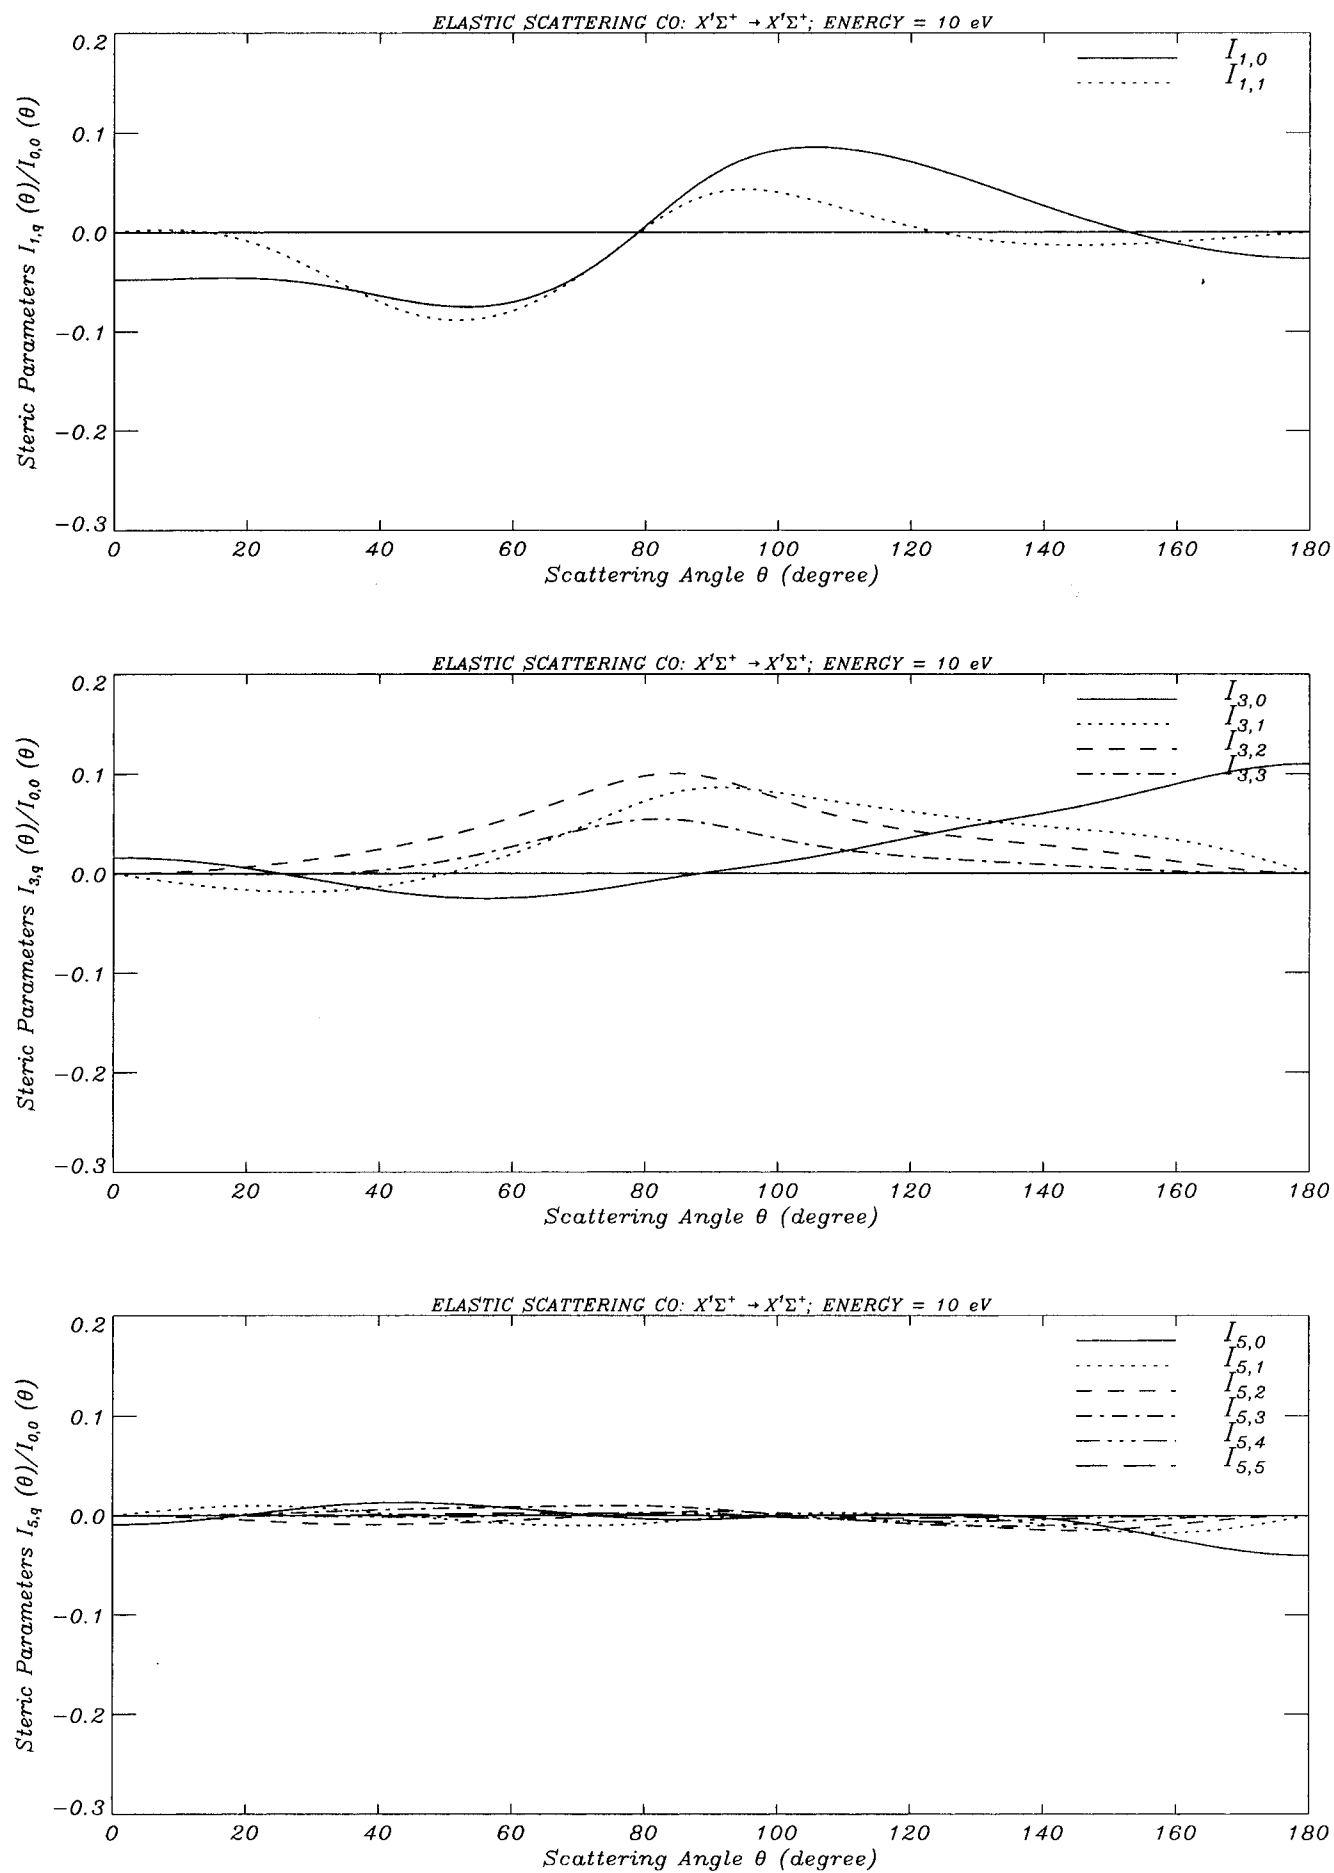 ELASTIC SCATTERING CO: X¹Σ⁺ → X¹Σ⁺; ENERGY = 10 eV
Steric Parameters I₁,q (θ)/I₀,₀ (θ)
0.2
0.1
0.0
−0.1
−0.2
−0.3
I₁,₀
I₁,₁
0 20 40 60 80 100 120 140 160 180
Scattering Angle θ (degree)
ELASTIC SCATTERING CO: X¹Σ⁺ → X¹Σ⁺; ENERGY = 10 eV
Steric Parameters I₃,q (θ)/I₀,₀ (θ)
0.2
0.1
0.0
−0.1
−0.2
−0.3
I₃,₀
I₃,₁
I₃,₂
I₃,₃
0 20 40 60 80 100 120 140 160 180
Scattering Angle θ (degree)
ELASTIC SCATTERING CO: X¹Σ⁺ → X¹Σ⁺; ENERGY = 10 eV
Steric Parameters I₅,q (θ)/I₀,₀ (θ)
0.2
0.1
0.0
−0.1
−0.2
−0.3
I₅,₀
I₅,₁
I₅,₂
I₅,₃
I₅,₄
I₅,₅
0 20 40 60 80 100 120 140 160 180
Scattering Angle θ (degree)